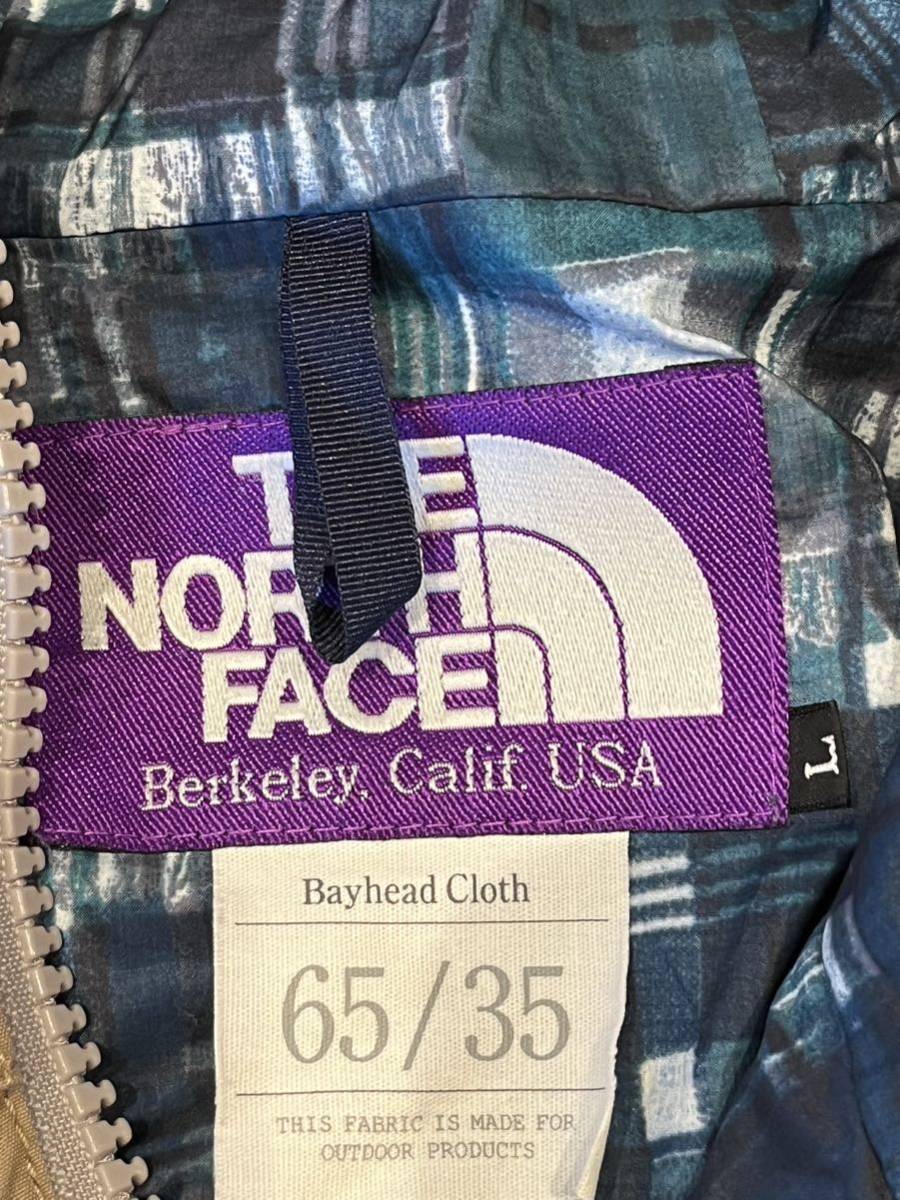 THE
NORTH
FACE
Berkeley, Calif. USA
L
Bayhead Cloth
65/35
THIS FABRIC IS MADE FOR
OUTDOOR PRODUCTS